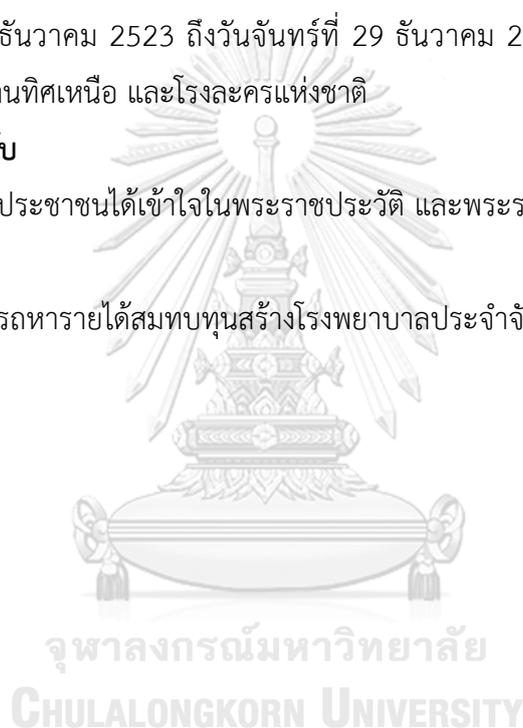 ธันวาคม 2523 ถึงวันจันทร์ที่ 29 ธันวาคม 2
านทิศเหนือ และโรงละครแห่งชาติ
ับ
ประชาชนได้เข้าใจในพระราชประวัติ และพระร
รถหารายได้สมทบทุนสร้างโรงพยาบาลประจำจั
จุฬาลงกรณ์มหาวิทยาลัย
CHULALONGKORN UNIVERSITY